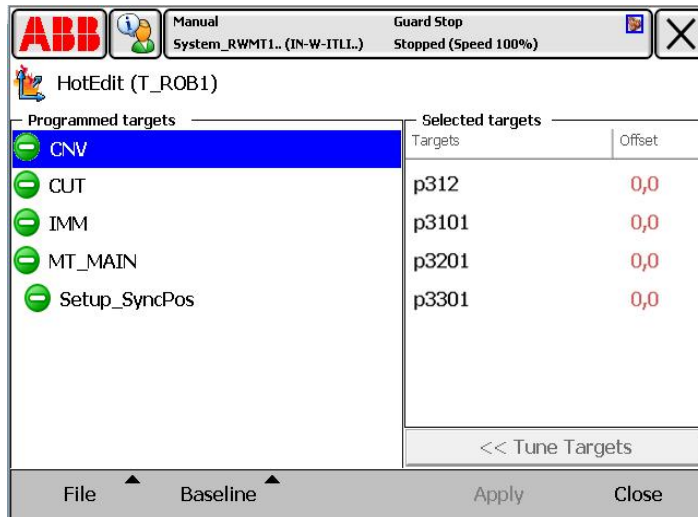 ABB
Manual
System_RWMT1.. (IN-W-ITLI..)
Guard Stop
Stopped (Speed 100%)
HotEdit (T_ROB1)
Programmed targets
CNV
CUT
IMM
MT_MAIN
Setup_SyncPos
Selected targets
Targets Offset
p312 0,0
p3101 0,0
p3201 0,0
p3301 0,0
<< Tune Targets
File Baseline Apply Close